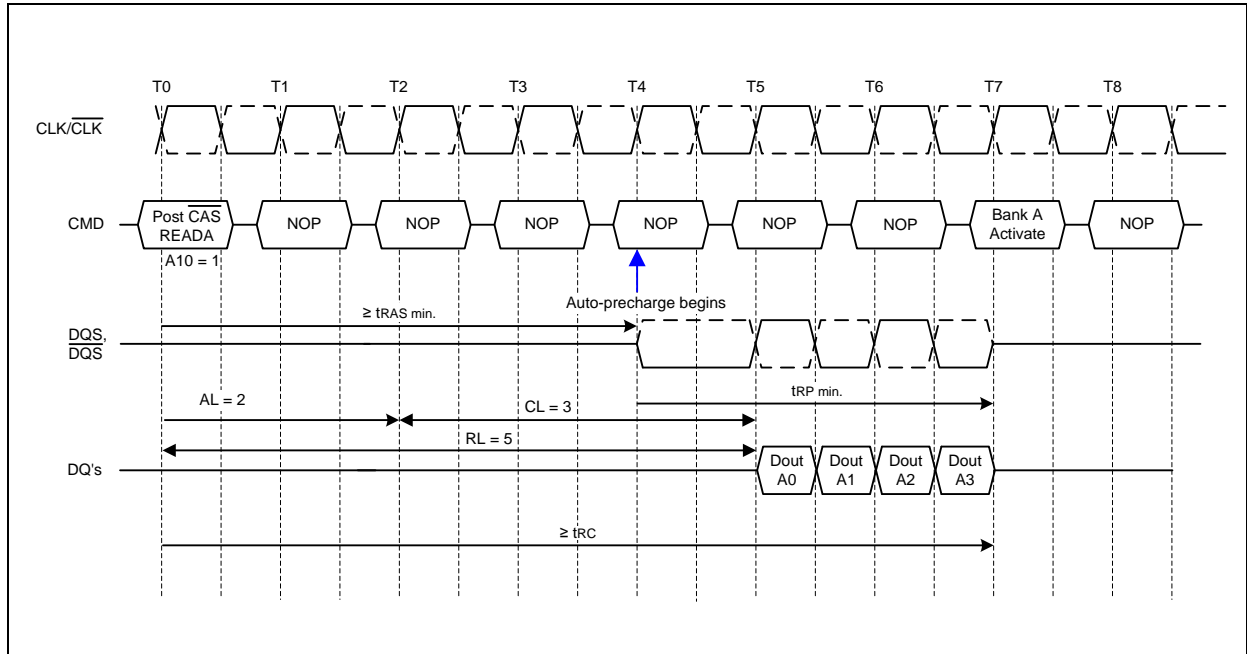 T0 T1 T2 T3 T4 T5 T6 T7 T8
CLK/CLK
CMD
Post CAS
READA
NOP
NOP
NOP
NOP
NOP
NOP
Bank A
Activate
NOP
A10 = 1
Auto-precharge begins
≥ tRAS min.
DQS,
DQS
tRP min.
AL = 2
CL = 3
RL = 5
DQ's
Dout
A0
Dout
A1
Dout
A2
Dout
A3
≥ tRC